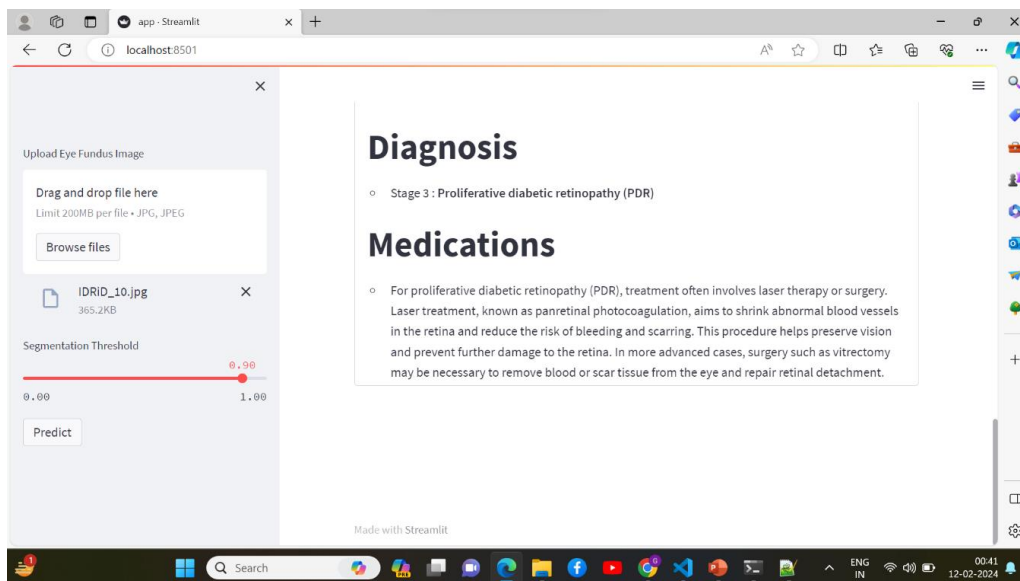 app · Streamlit
localhost:8501
Upload Eye Fundus Image
Drag and drop file here
Limit 200MB per file • JPG, JPEG
Browse files
IDRiD_10.jpg
365.2KB
Segmentation Threshold
0.90
0.00 1.00
Predict
Diagnosis
Stage 3 : Proliferative diabetic retinopathy (PDR)
Medications
For proliferative diabetic retinopathy (PDR), treatment often involves laser therapy or surgery.
Laser treatment, known as panretinal photocoagulation, aims to shrink abnormal blood vessels
in the retina and reduce the risk of bleeding and scarring. This procedure helps preserve vision
and prevent further damage to the retina. In more advanced cases, surgery such as vitrectomy
may be necessary to remove blood or scar tissue from the eye and repair retinal detachment.
Made with Streamlit
1
Search
ENG
IN
00:41
12-02-2024